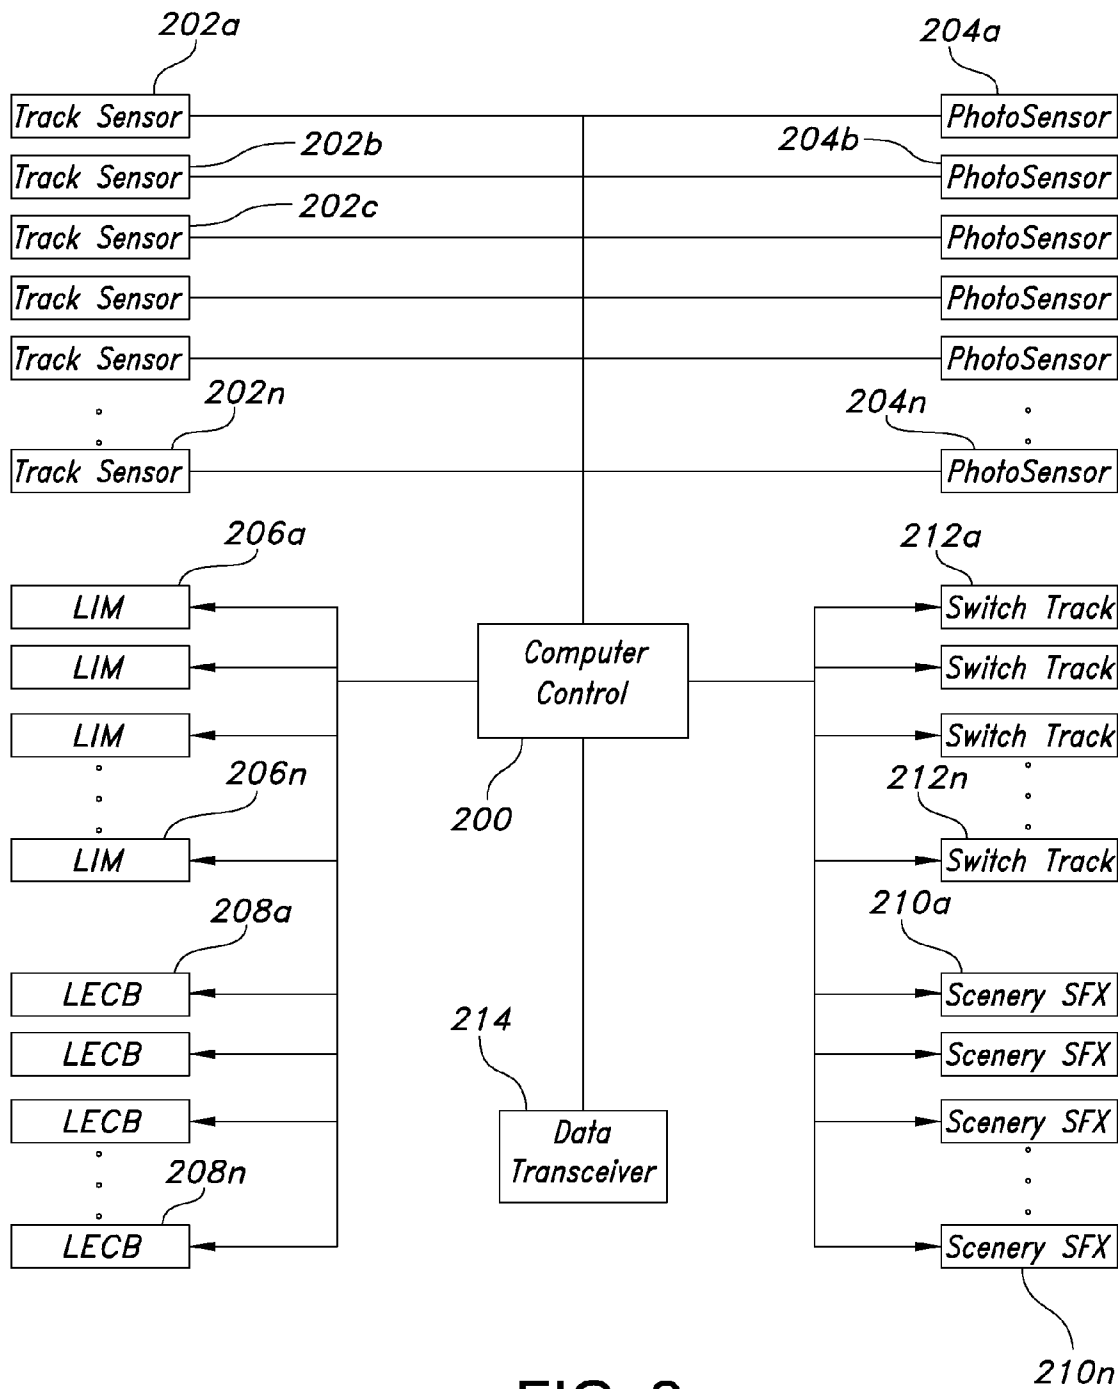 202a
204a
Track Sensor
PhotoSensor
202b
204b
Track Sensor
PhotoSensor
202c
Track Sensor
PhotoSensor
Track Sensor
PhotoSensor
Track Sensor
PhotoSensor
202n
204n
Track Sensor
PhotoSensor
206a
212a
LIM
Switch Track
LIM
Computer
Control
Switch Track
LIM
Switch Track
206n
200
212n
LIM
Switch Track
208a
210a
LECB
Scenery SFX
214
LECB
Scenery SFX
LECB
Data
Transceiver
Scenery SFX
208n
LECB
Scenery SFX
210n